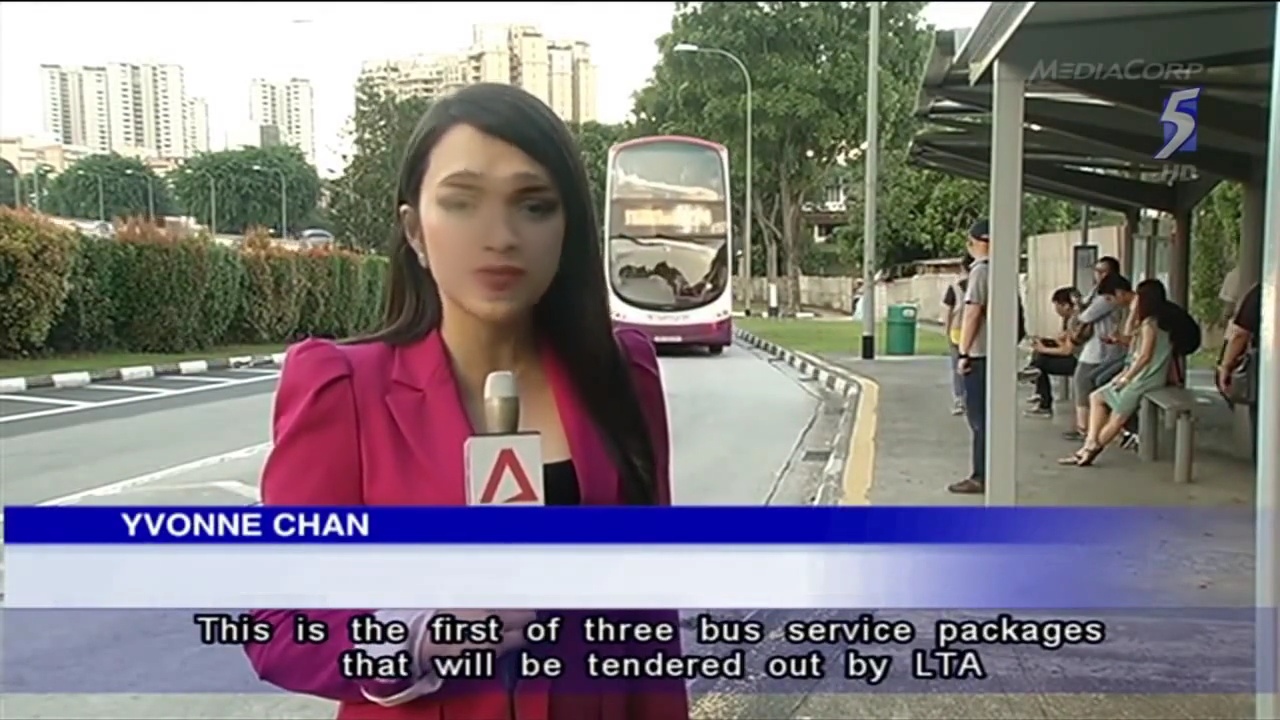 MEDIACORP
5
HD
YVONNE CHAN
This is the first of three bus service packages
that will be tendered out by LTA